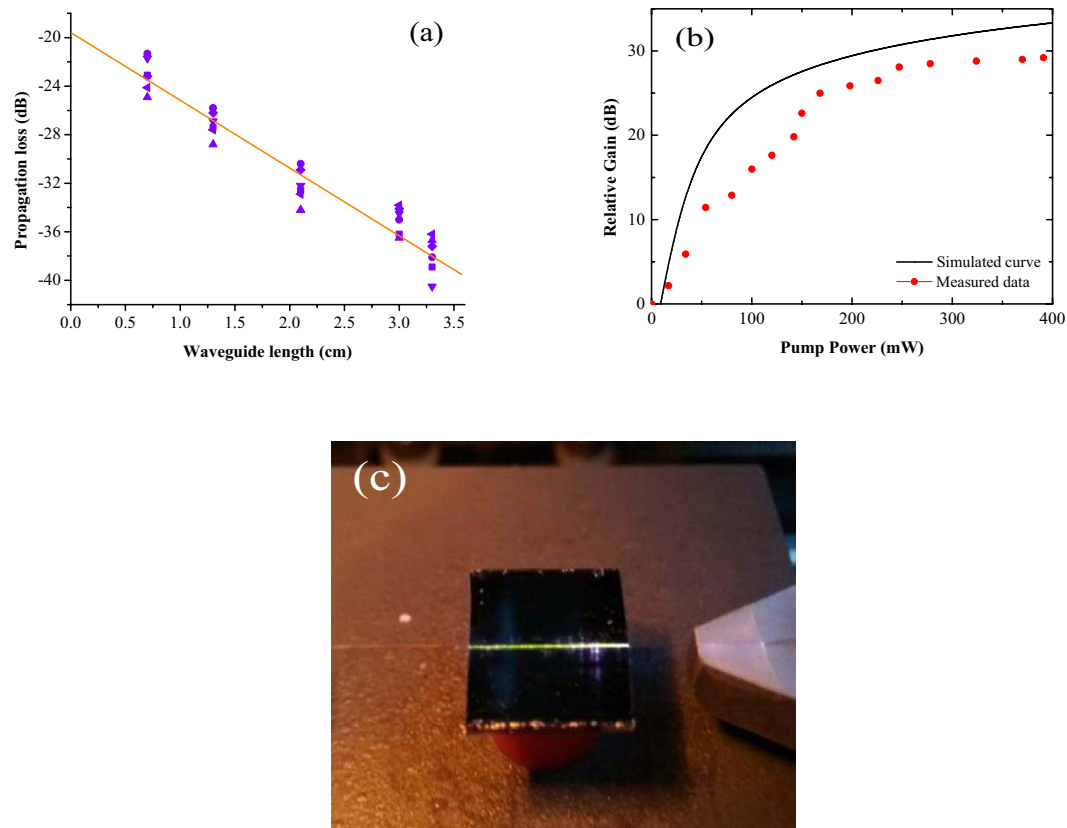 (a)
-20
-24
-28
-32
-36
-40
Propagation loss (dB)
0.0 0.5 1.0 1.5 2.0 2.5 3.0 3.5
Waveguide length (cm)
(b)
30
20
10
0
Relative Gain (dB)
Simulated curve
Measured data
0 100 200 300 400
Pump Power (mW)
(c)